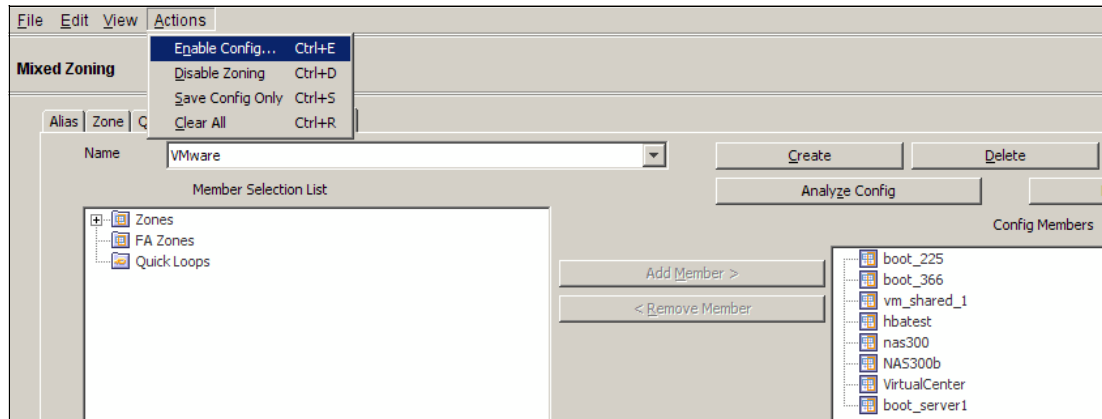 File Edit View Actions
Enable Config... Ctrl+E
Mixed Zoning
Disable Zoning Ctrl+D
Save Config Only Ctrl+S
Clear All Ctrl+R
Alias Zone Q
Name VMware Create Delete
Member Selection List Analyze Config
Config Members
Zones
FA Zones
Quick Loops
Add Member >
< Remove Member
boot_225
boot_366
vm_shared_1
hbatest
nas300
NAS300b
VirtualCenter
boot_server1